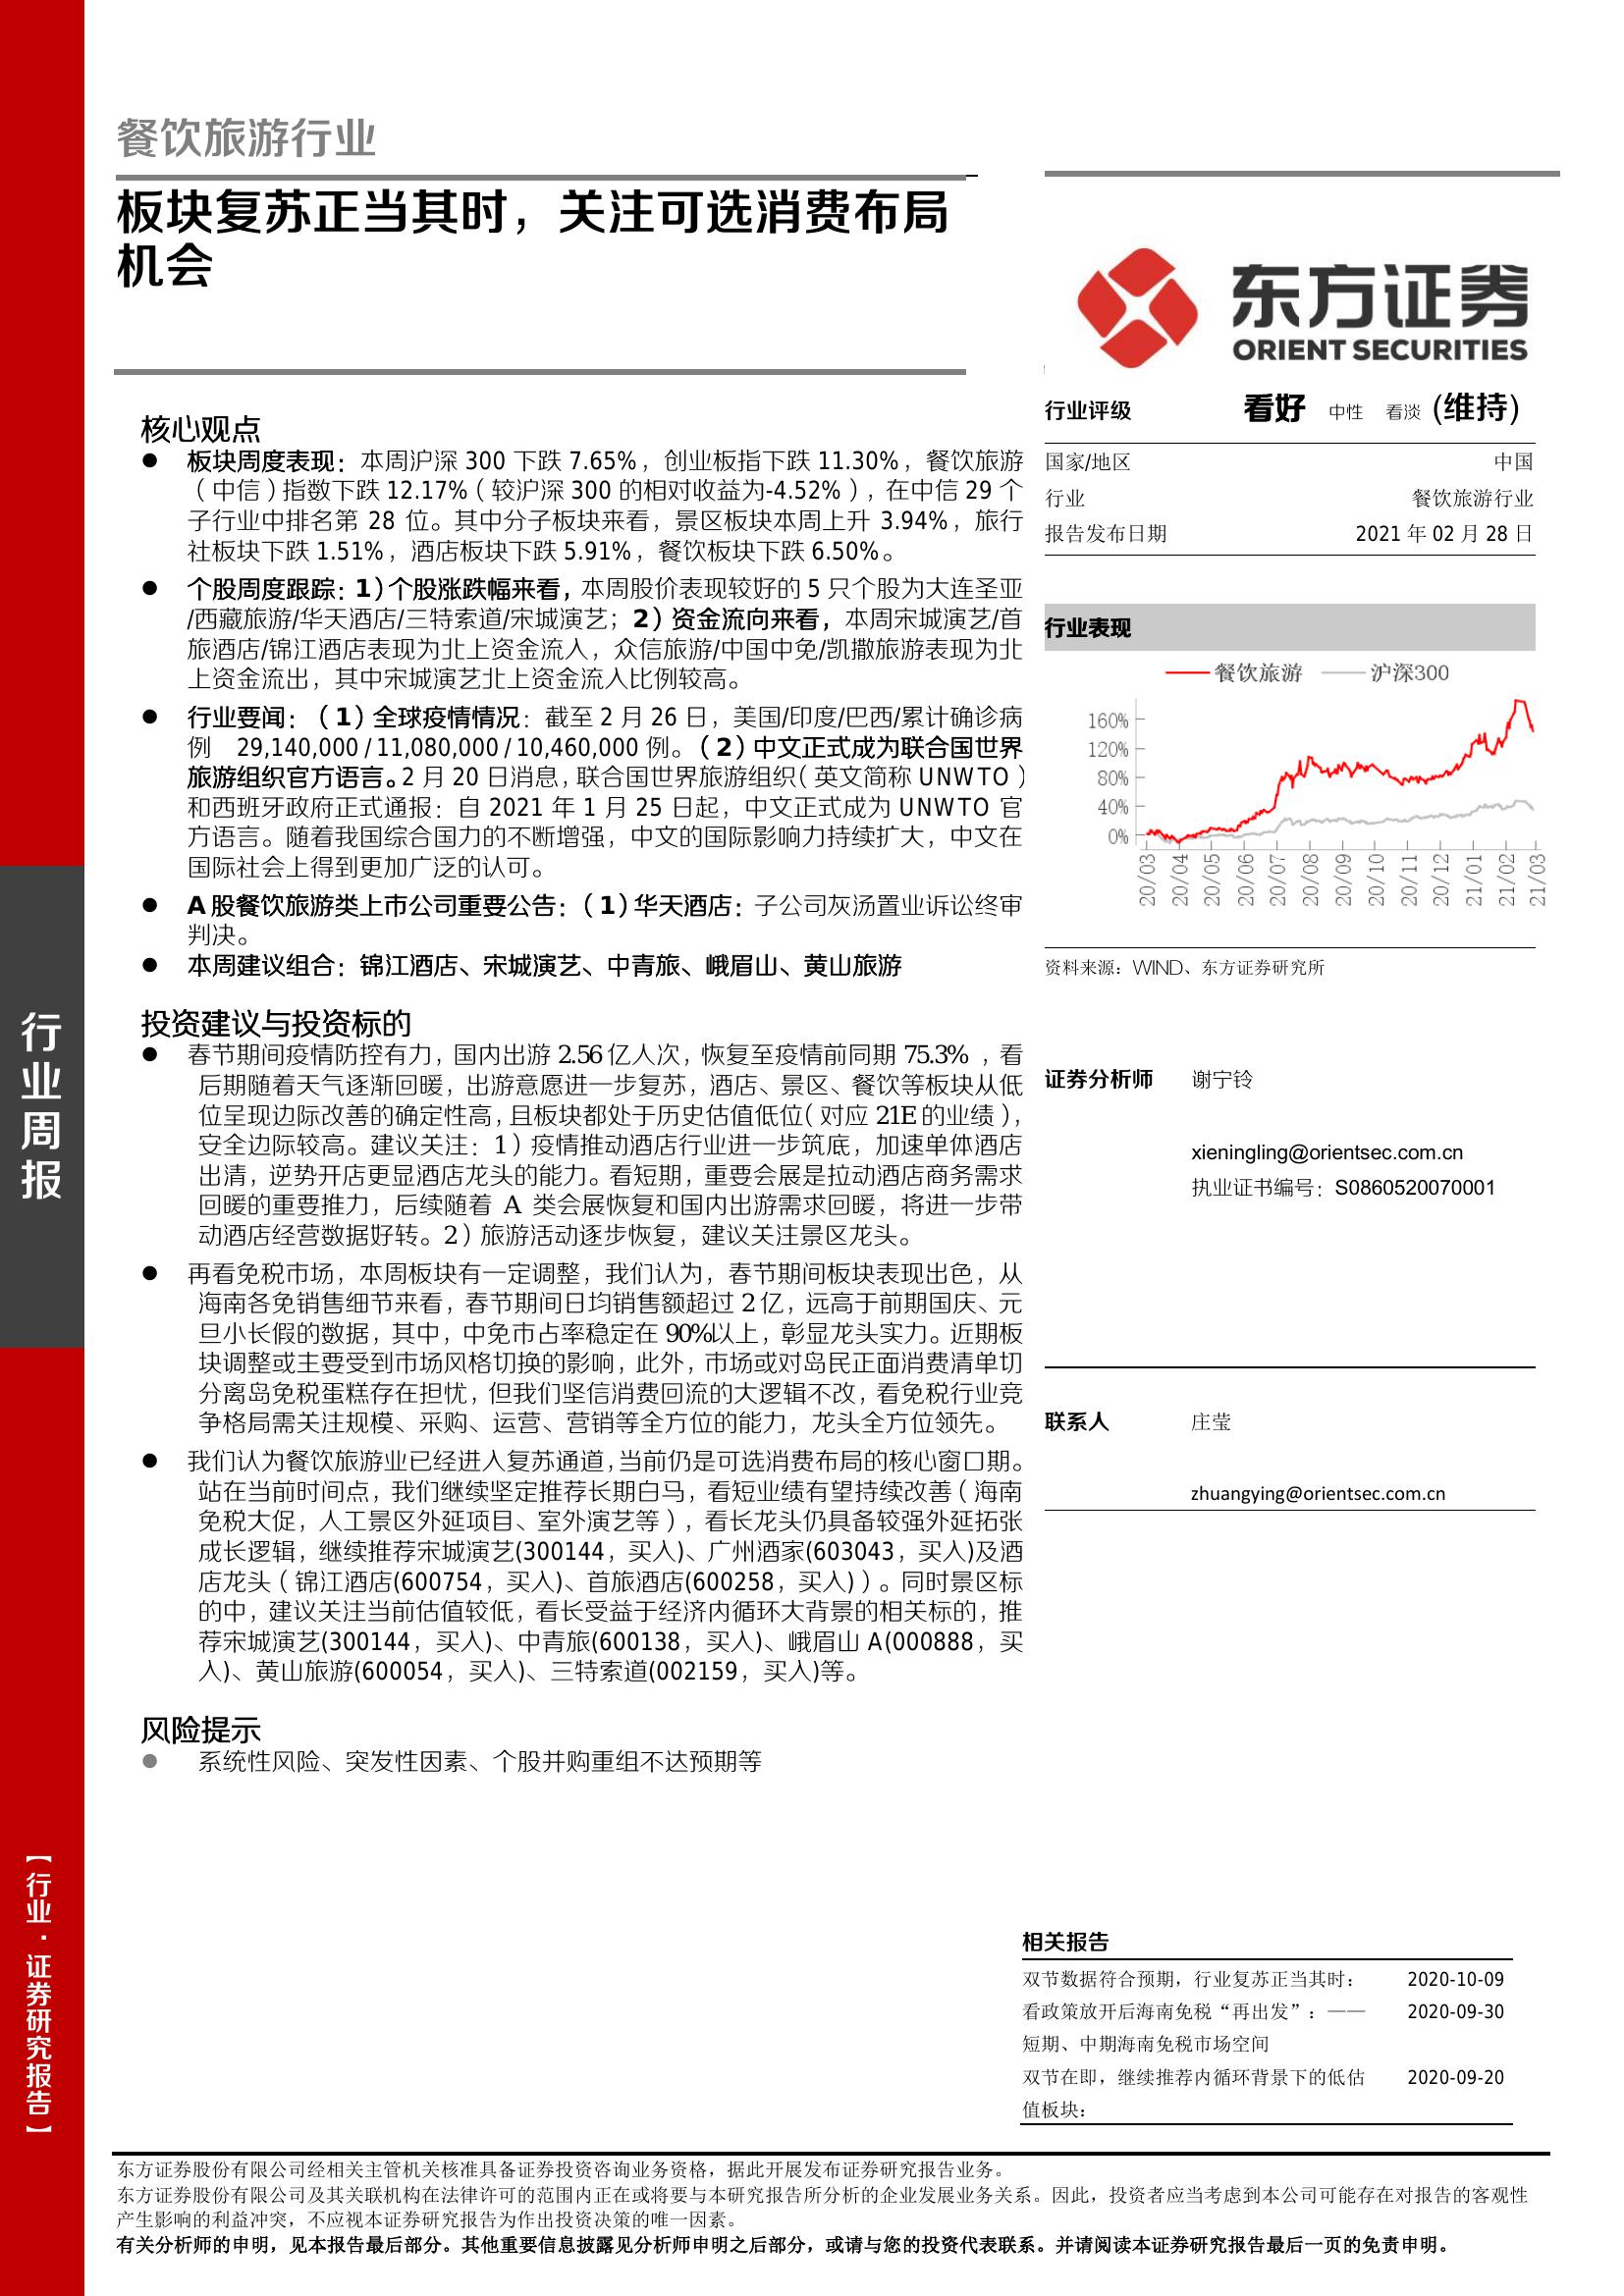 餐饮旅游行业
板块复苏正当其时，关注可选消费布局
机会
东方证券
ORIENT SECURITIES
核心观点
● 板块周度表现：本周沪深 300 下跌 7.65%，创业板指下跌 11.30%，餐饮旅游
（中信）指数下跌 12.17%（较沪深 300 的相对收益为-4.52%），在中信 29 个
子行业中排名第 28 位。其中分子板块来看，景区板块本周上升 3.94%，旅行
社板块下跌 1.51%，酒店板块下跌 5.91%，餐饮板块下跌 6.50%。
● 个股周度跟踪：1）个股涨跌幅来看，本周股价表现较好的 5 只个股为大连圣亚
/西藏旅游/华天酒店/三特索道/宋城演艺；2）资金流向来看，本周宋城演艺/首
旅酒店/锦江酒店表现为北上资金流入，众信旅游/中国中免/凯撒旅游表现为北
上资金流出，其中宋城演艺北上资金流入比例较高。
● 行业要闻：（1）全球疫情情况：截至 2 月 26 日，美国/印度/巴西/累计确诊病
例 29,140,000 / 11,080,000 / 10,460,000 例。（2）中文正式成为联合国世界
旅游组织官方语言。2 月 20 日消息，联合国世界旅游组织（英文简称 UNWTO）
和西班牙政府正式通报：自 2021 年 1 月 25 日起，中文正式成为 UNWTO 官
方语言。随着我国综合国力的不断增强，中文的国际影响力持续扩大，中文在
国际社会上得到更加广泛的认可。
● A 股餐饮旅游类上市公司重要公告：（1）华天酒店：子公司灰汤置业诉讼终审
判决。
● 本周建议组合：锦江酒店、宋城演艺、中青旅、峨眉山、黄山旅游
投资建议与投资标的
● 春节期间疫情防控有力，国内出游 2.56 亿人次，恢复至疫情前同期 75.3% ，看
后期随着天气逐渐回暖，出游意愿进一步复苏，酒店、景区、餐饮等板块从低
位呈现边际改善的确定性高，且板块都处于历史估值低位（对应 21E 的业绩），
安全边际较高。建议关注：1）疫情推动酒店行业进一步筑底，加速单体酒店
出清，逆势开店更显酒店龙头的能力。看短期，重要会展是拉动酒店商务需求
回暖的重要推力，后续随着 A 类会展恢复和国内出游需求回暖，将进一步带
动酒店经营数据好转。2）旅游活动逐步恢复，建议关注景区龙头。
● 再看免税市场，本周板块有一定调整，我们认为，春节期间板块表现出色，从
海南各免销售细节来看，春节期间日均销售额超过 2 亿，远高于前期国庆、元
旦小长假的数据，其中，中免市占率稳定在 90%以上，彰显龙头实力。近期板
块调整或主要受到市场风格切换的影响，此外，市场或对岛民正面消费清单切
分离岛免税蛋糕存在担忧，但我们坚信消费回流的大逻辑不改，看免税行业竞
争格局需关注规模、采购、运营、营销等全方位的能力，龙头全方位领先。
● 我们认为餐饮旅游业已经进入复苏通道，当前仍是可选消费布局的核心窗口期。
站在当前时间点，我们继续坚定推荐长期白马，看短业绩有望持续改善（海南
免税大促，人工景区外延项目、室外演艺等），看长龙头仍具备较强外延拓张
成长逻辑，继续推荐宋城演艺(300144，买入)、广州酒家(603043，买入)及酒
店龙头（锦江酒店(600754，买入)、首旅酒店(600258，买入)）。同时景区标
的中，建议关注当前估值较低，看长受益于经济内循环大背景的相关标的，推
荐宋城演艺(300144，买入)、中青旅(600138，买入)、峨眉山 A(000888，买
入)、黄山旅游(600054，买入)、三特索道(002159，买入)等。
风险提示
● 系统性风险、突发性因素、个股并购重组不达预期等
行业评级 看好 中性 看淡 (维持)
国家/地区 中国
行业 餐饮旅游行业
报告发布日期 2021 年 02 月 28 日
行业表现
餐饮旅游 沪深300
160%
120%
80%
40%
0%
20/03 20/04 20/05 20/06 20/07 20/08 20/09 20/10 20/11 20/12 21/01 21/02 21/03
资料来源：WIND、东方证券研究所
证券分析师 谢宁铃
xieningling@orientsec.com.cn
执业证书编号：S0860520070001
联系人 庄莹
zhuangying@orientsec.com.cn
相关报告
双节数据符合预期，行业复苏正当其时： 2020-10-09
看政策放开后海南免税“再出发”：—— 2020-09-30
短期、中期海南免税市场空间
双节在即，继续推荐内循环背景下的低估 2020-09-20
值板块：
行业周报
【行业·证券研究报告】
东方证券股份有限公司经相关主管机关核准具备证券投资咨询业务资格，据此开展发布证券研究报告业务。
东方证券股份有限公司及其关联机构在法律许可的范围内正在或将要与本研究报告所分析的企业发展业务关系。因此，投资者应当考虑到本公司可能存在对报告的客观性
产生影响的利益冲突，不应视本证券研究报告为作出投资决策的唯一因素。
有关分析师的申明，见本报告最后部分。其他重要信息披露见分析师申明之后部分，或请与您的投资代表联系。并请阅读本证券研究报告最后一页的免责申明。